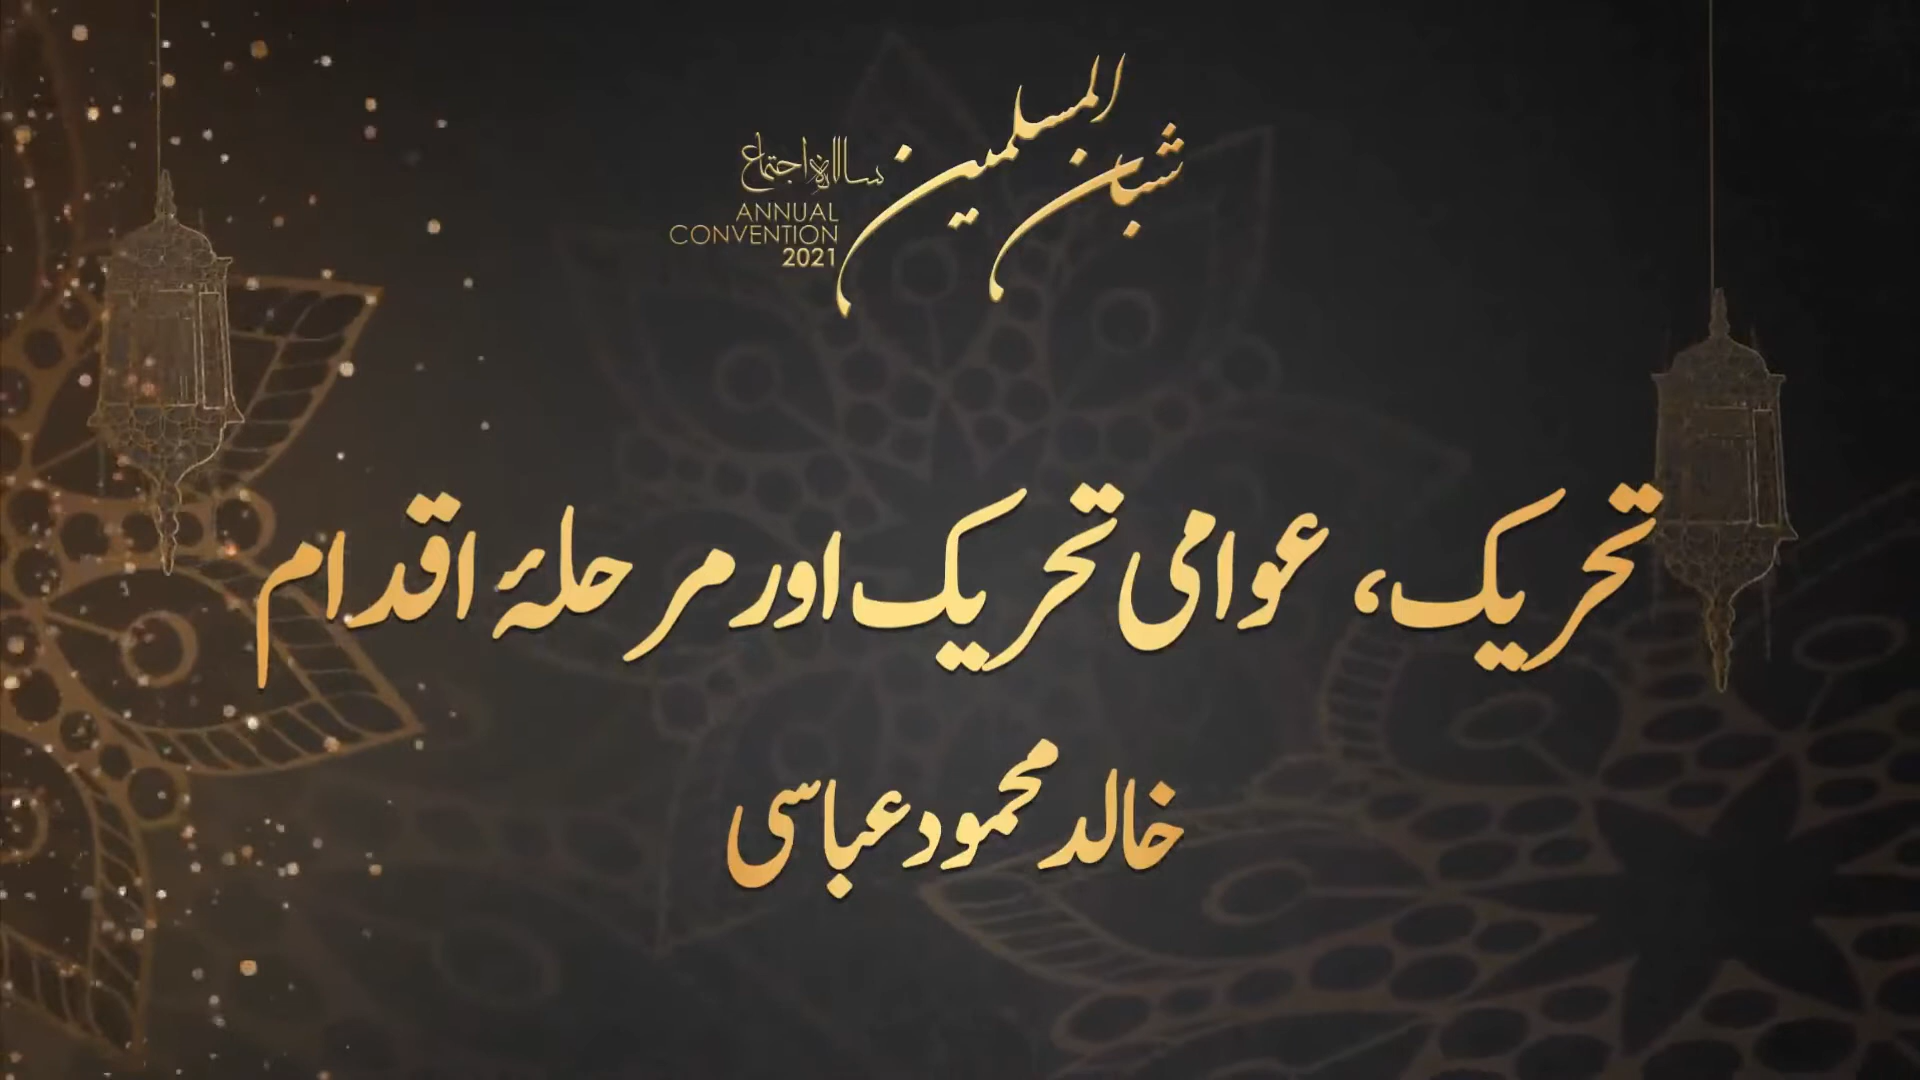 شبان المسلمین
سالانہ اجتماع
ANNUAL
CONVENTION
2021
تحریک، عوامی تحریک اور مرحلۂ اقدام
خالد محمود عباسی